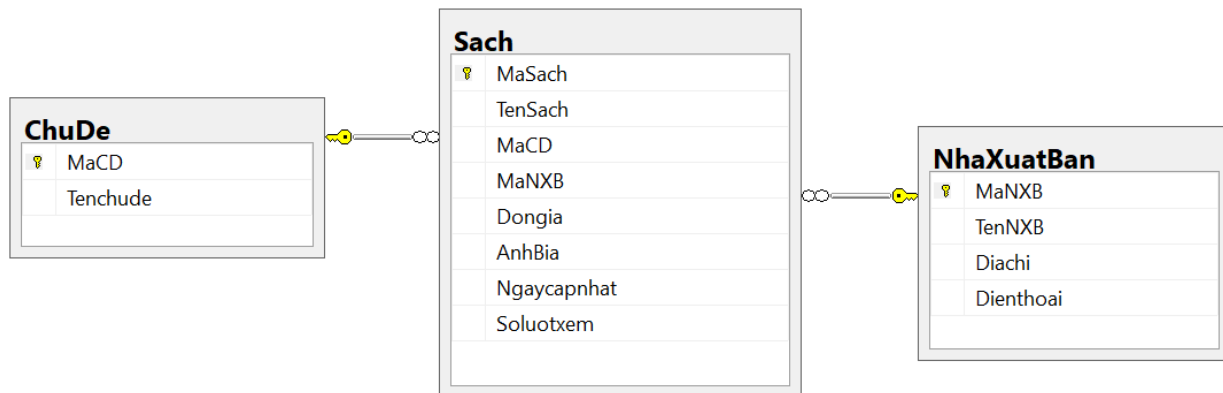 ChuDe
MaCD
Tenchude
Sach
MaSach
TenSach
MaCD
MaNXB
Dongia
AnhBia
Ngaycapnhat
Soluotxem
NhaXuatBan
MaNXB
TenNXB
Diachi
Dienthoai